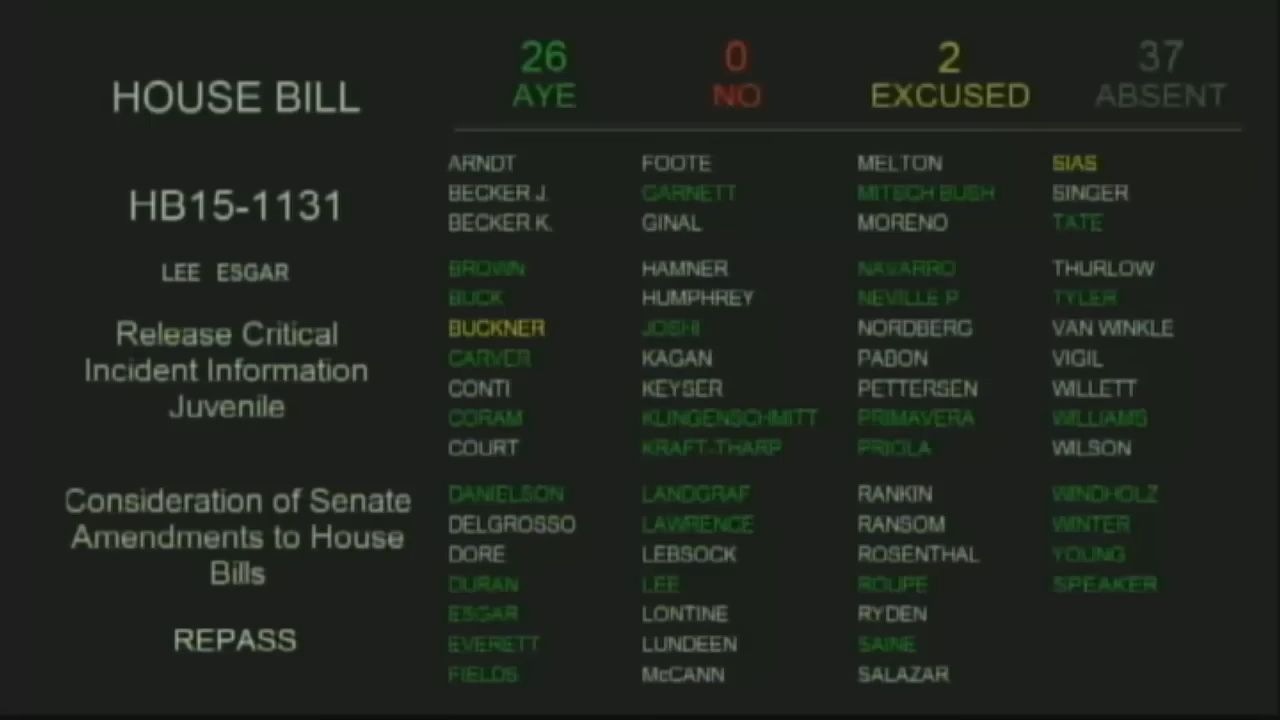 HOUSE BILL
HB15-1131
LEE ESGAR
Release Critical
Incident Information
Juvenile
Consideration of Senate
Amendments to House
Bills
REPASS
26 0 2 37
AYE NO EXCUSED ABSENT
ARNDT FOOTE MELTON SIAS
BECKER J. GARNETT MITSCH BUSH SINGER
BECKER K. GINAL MORENO TATE
BROWN HAMNER NAVARRO THURLOW
BUCK HUMPHREY NEVILLE P TYLER
BUCKNER JOSHI NORDBERG VAN WINKLE
CARVER KAGAN PABON VIGIL
CONTI KEYSER PETTERSEN WILLETT
CORAM KLINGENSCHMITT PRIMAVERA WILLIAMS
COURT KRAFT-THARP PRIOLA WILSON
DANIELSON LANDGRAF RANKIN WINDHOLZ
DELGROSSO LAWRENCE RANSOM WINTER
DORE LEBSOCK ROSENTHAL YOUNG
DURAN LEE ROUPE SPEAKER
ESGAR LONTINE RYDEN
EVERETT LUNDEEN SAINE
FIELDS McCANN SALAZAR